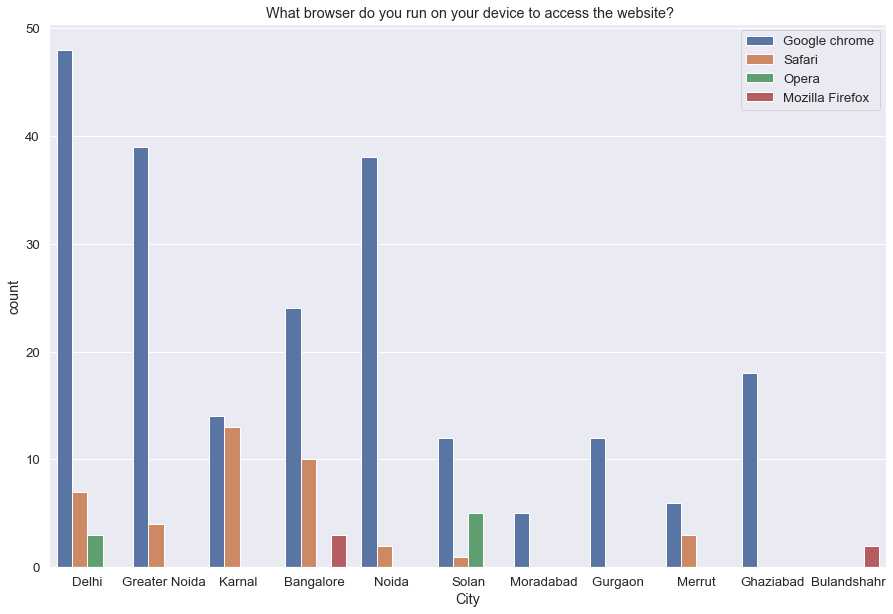 What browser do you run on your device to access the website?
Google chrome
Safari
Opera
Mozilla Firefox
50
40
30
20
10
0
count
Delhi Greater Noida Karnal Bangalore Noida Solan Moradabad Gurgaon Merrut Ghaziabad Bulandshahr
City